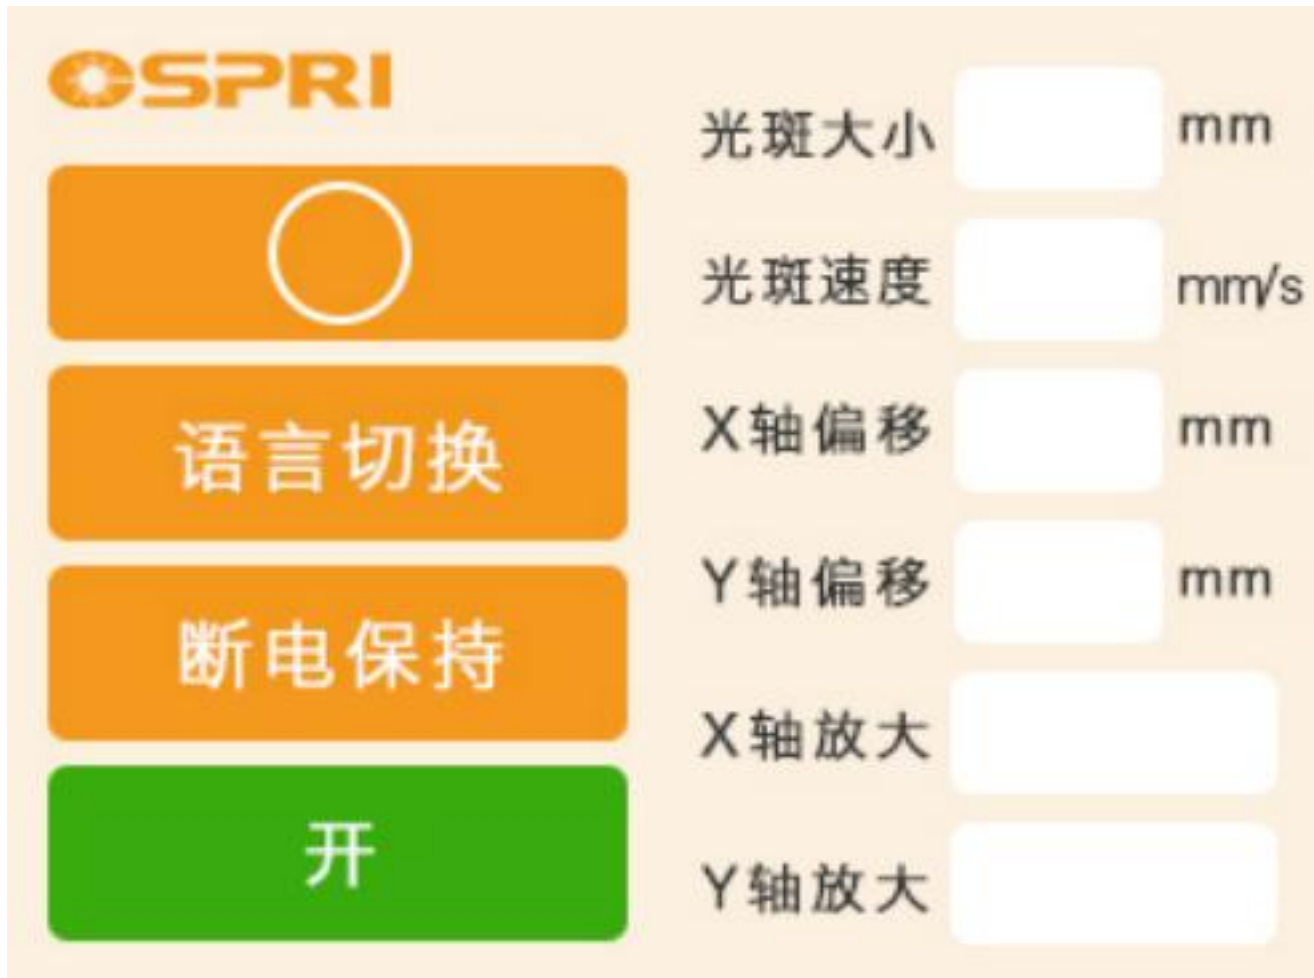 OSPRI
语言切换
断电保持
开
光斑大小 mm
光斑速度 mm/s
X轴偏移 mm
Y轴偏移 mm
X轴放大
Y轴放大